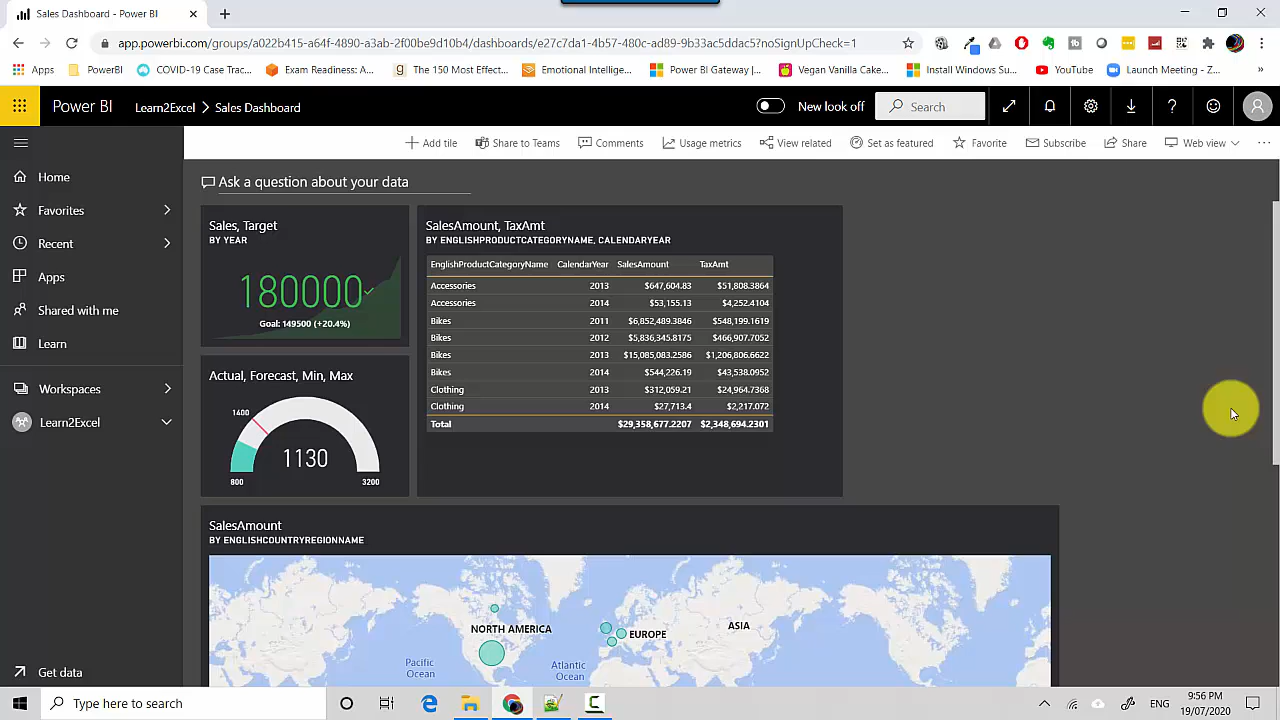 Sales Dashboard - Power BI
app.powerbi.com/groups/a022b415-a64f-4990-a3ab-2f00b9d10b4/dashboards/e27c7da1-4b57-480c-ad89-9b33ac5ddac5?noSignUpCheck=1
Apps PowerBI COVID-19 Case Trac... Exam Readiness: A... The 150 Most Effect... Emotional Intellige... Power BI Gateway |... Vegan Vanilla Cake... Install Windows Su... YouTube Launch Meeting - Z...
Power BI Learn2Excel > Sales Dashboard New look off Search
Add tile Share to Teams Comments Usage metrics View related Set as featured Favorite Subscribe Share Web view
Home
Favorites
Recent
Apps
Shared with me
Learn
Workspaces
Learn2Excel
Get data
Ask a question about your data
Sales, Target
BY YEAR
180000
Goal: 149500 (+20.4%)
SalesAmount, TaxAmt
BY ENGLISHPRODUCTCATEGORYNAME, CALENDARYEAR
EnglishProductCategoryName CalendarYear SalesAmount TaxAmt
Accessories 2013 $647,604.83 $51,808.3864
Accessories 2014 $53,155.13 $4,252.4104
Bikes 2011 $6,852,489.3846 $548,199.1619
Bikes 2012 $5,836,345.8175 $466,907.7052
Bikes 2013 $15,085,083.2586 $1,206,806.6622
Bikes 2014 $544,226.19 $43,538.0952
Clothing 2013 $312,059.21 $24,964.7368
Clothing 2014 $27,713.4 $2,217.072
Total $29,358,677.2207 $2,348,694.2301
Actual, Forecast, Min, Max
1400
1130
800 3200
SalesAmount
BY ENGLISHCOUNTRYREGIONNAME
NORTH AMERICA
EUROPE
ASIA
Pacific
Ocean
Atlantic
Ocean
Type here to search
ENG
9:56 PM
19/07/2020